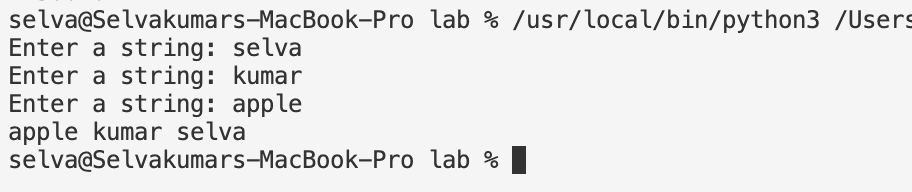 selva@Selvakumars-MacBook-Pro lab % /usr/local/bin/python3 /Users
Enter a string: selva
Enter a string: kumar
Enter a string: apple
apple kumar selva
selva@Selvakumars-MacBook-Pro lab %